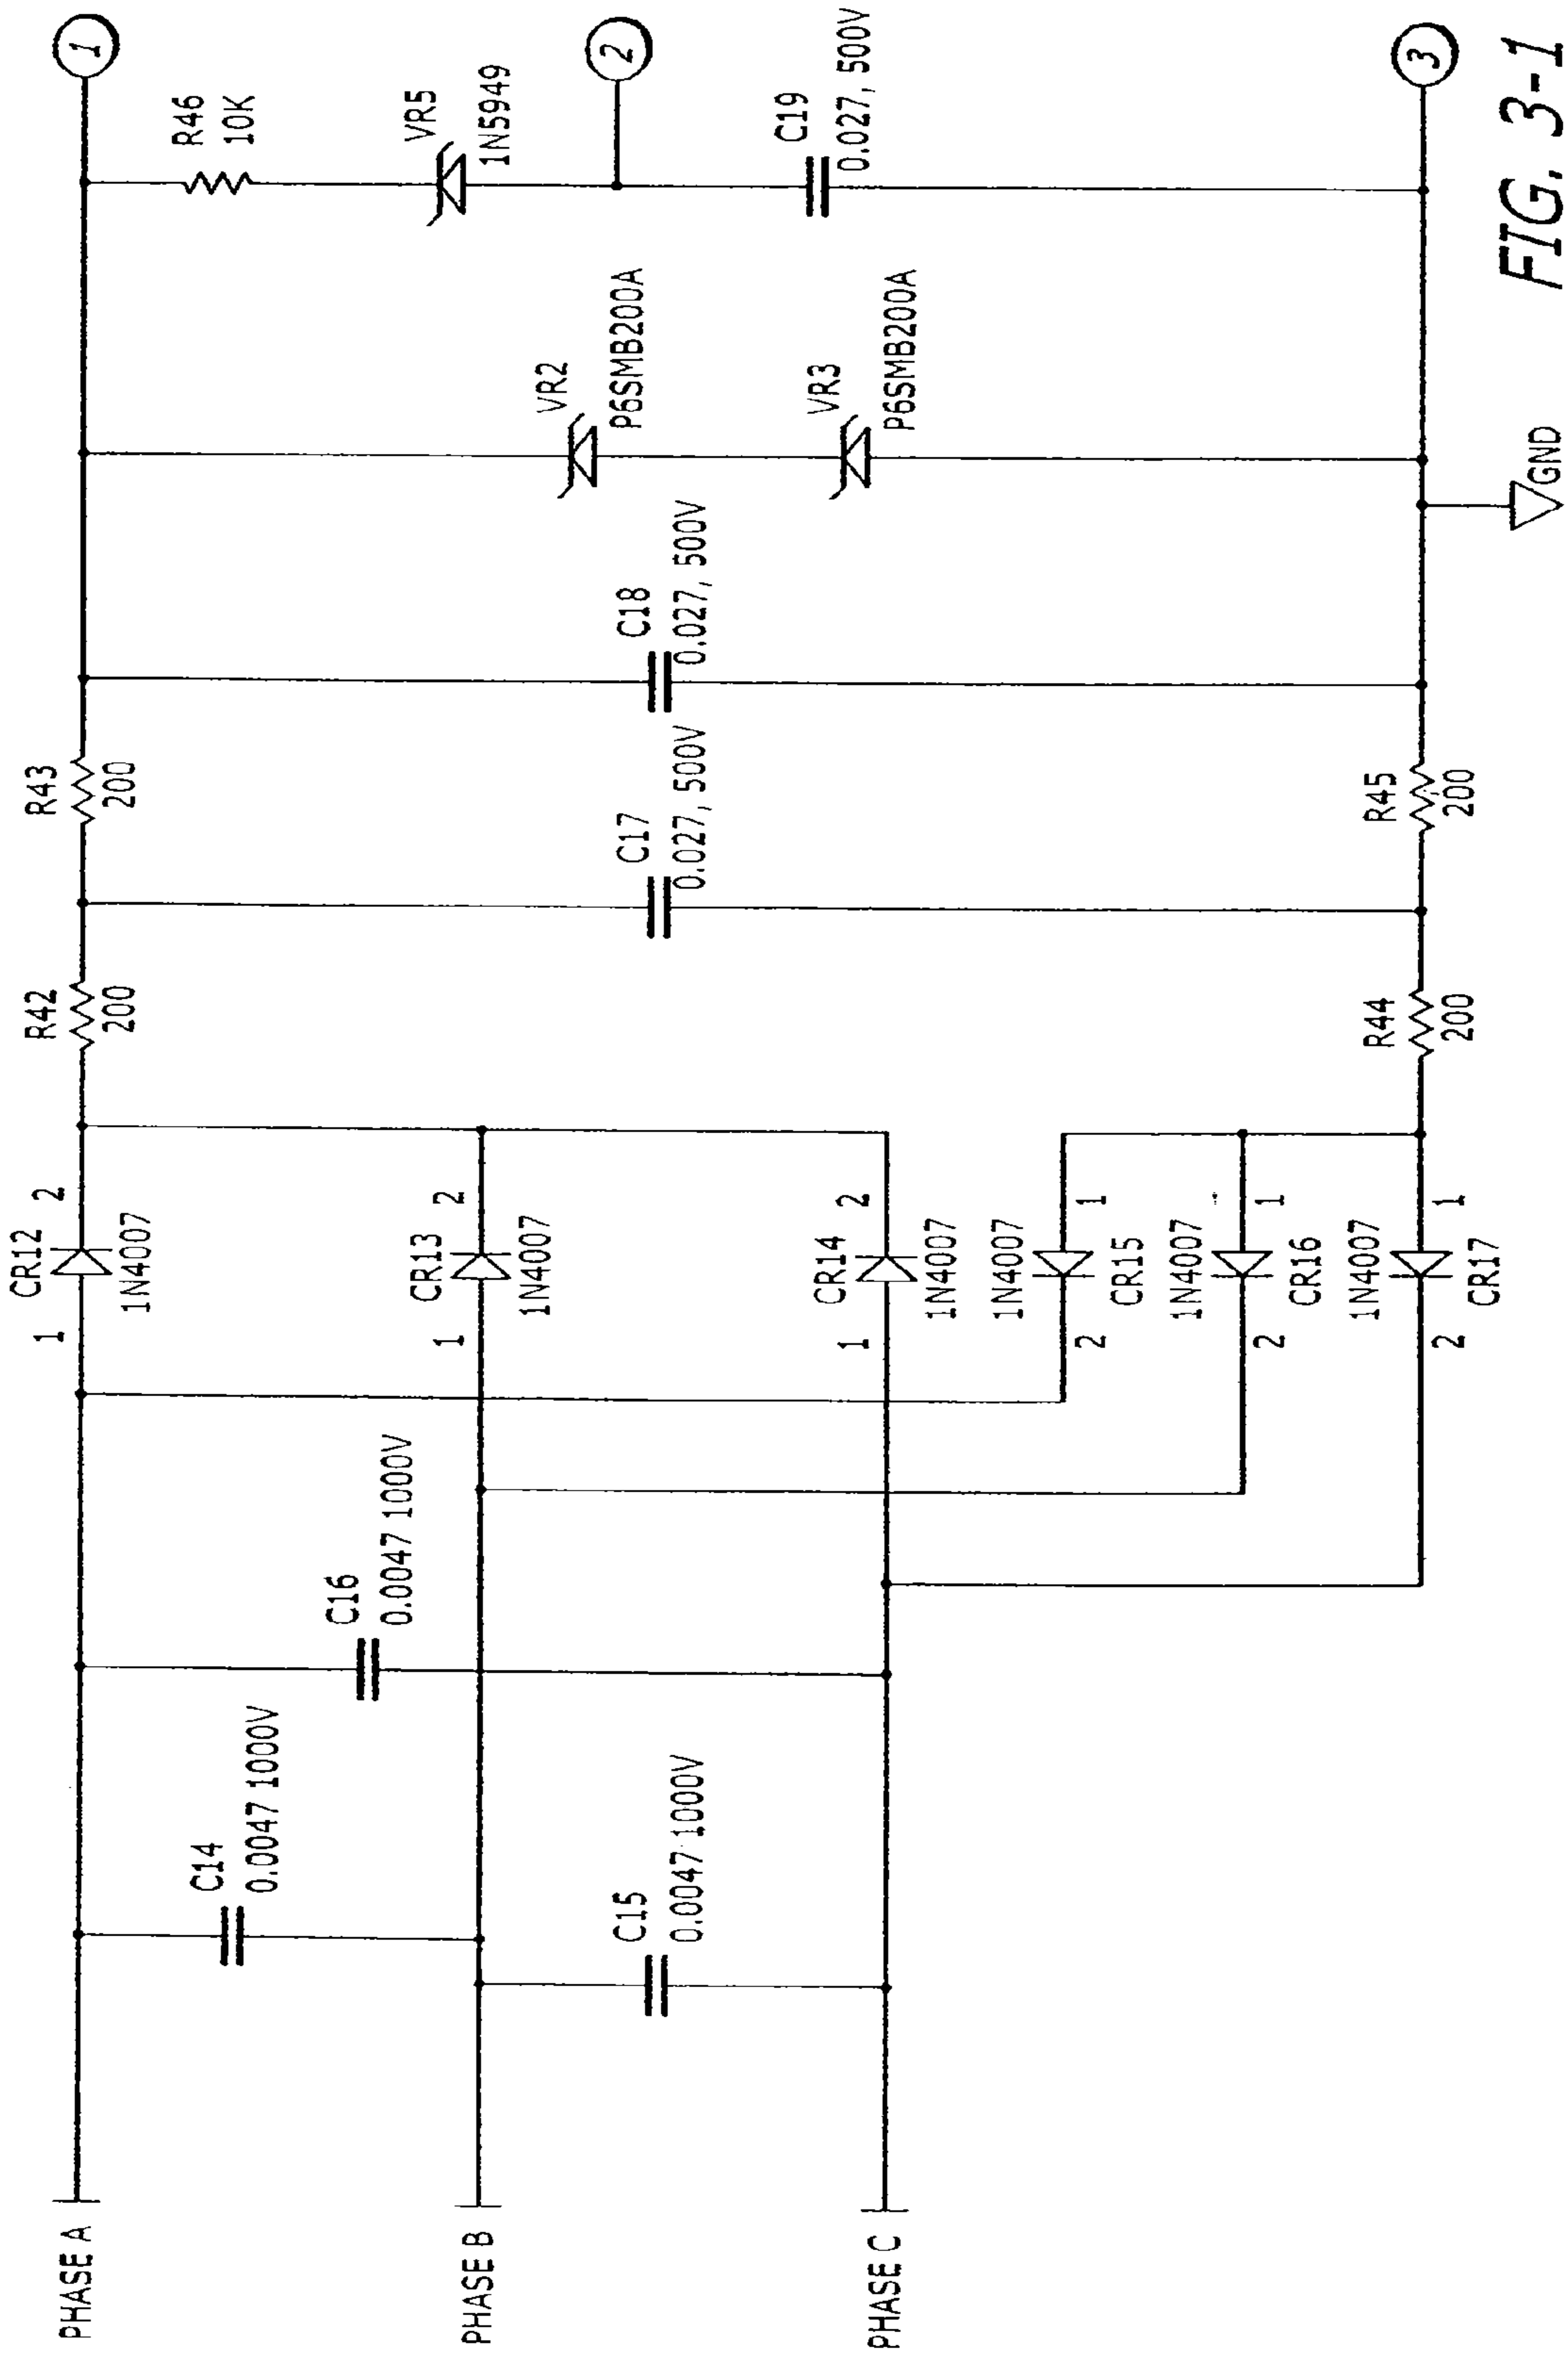 PHASE A
PHASE B
PHASE C
C14
0.0047 1000V
C15
0.0047 1000V
C16
0.0047 1000V
1
CR12
2
1N4007
1
CR13
2
1N4007
1
CR14
2
1N4007
1N4007
2
1
CR15
1N4007
2
1
CR16
1N4007
2
1
CR17
R42
200
R44
200
C17
0.027, 500V
R43
200
R45
200
C18
0.027, 500V
VR2
P6SMB200A
VR3
P6SMB200A
GND
R46
10K
VR5
1N5949
C19
0.027, 500V
1
2
3
FIG. 3-1